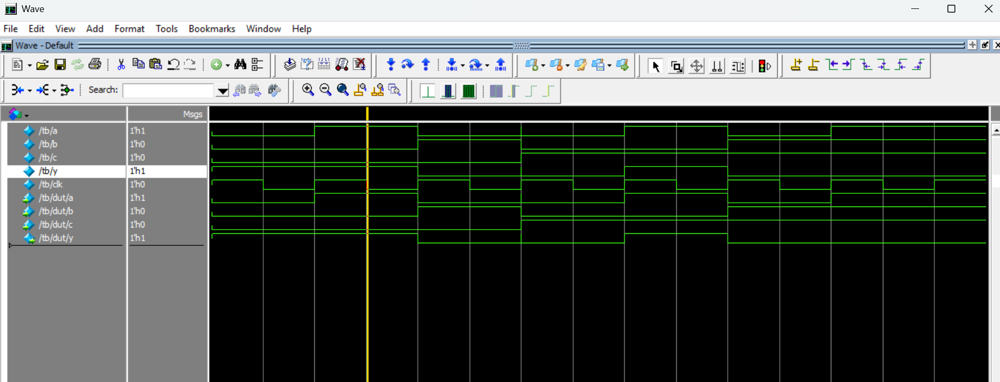 Wave
File Edit View Add Format Tools Bookmarks Window Help
Wave - Default
Search:
Msgs
/tb/a 1'h1
/tb/b 1'h0
/tb/c 1'h0
/tb/y 1'h1
/tb/clk 1'h0
/tb/dut/a 1'h1
/tb/dut/b 1'h0
/tb/dut/c 1'h0
/tb/dut/y 1'h1